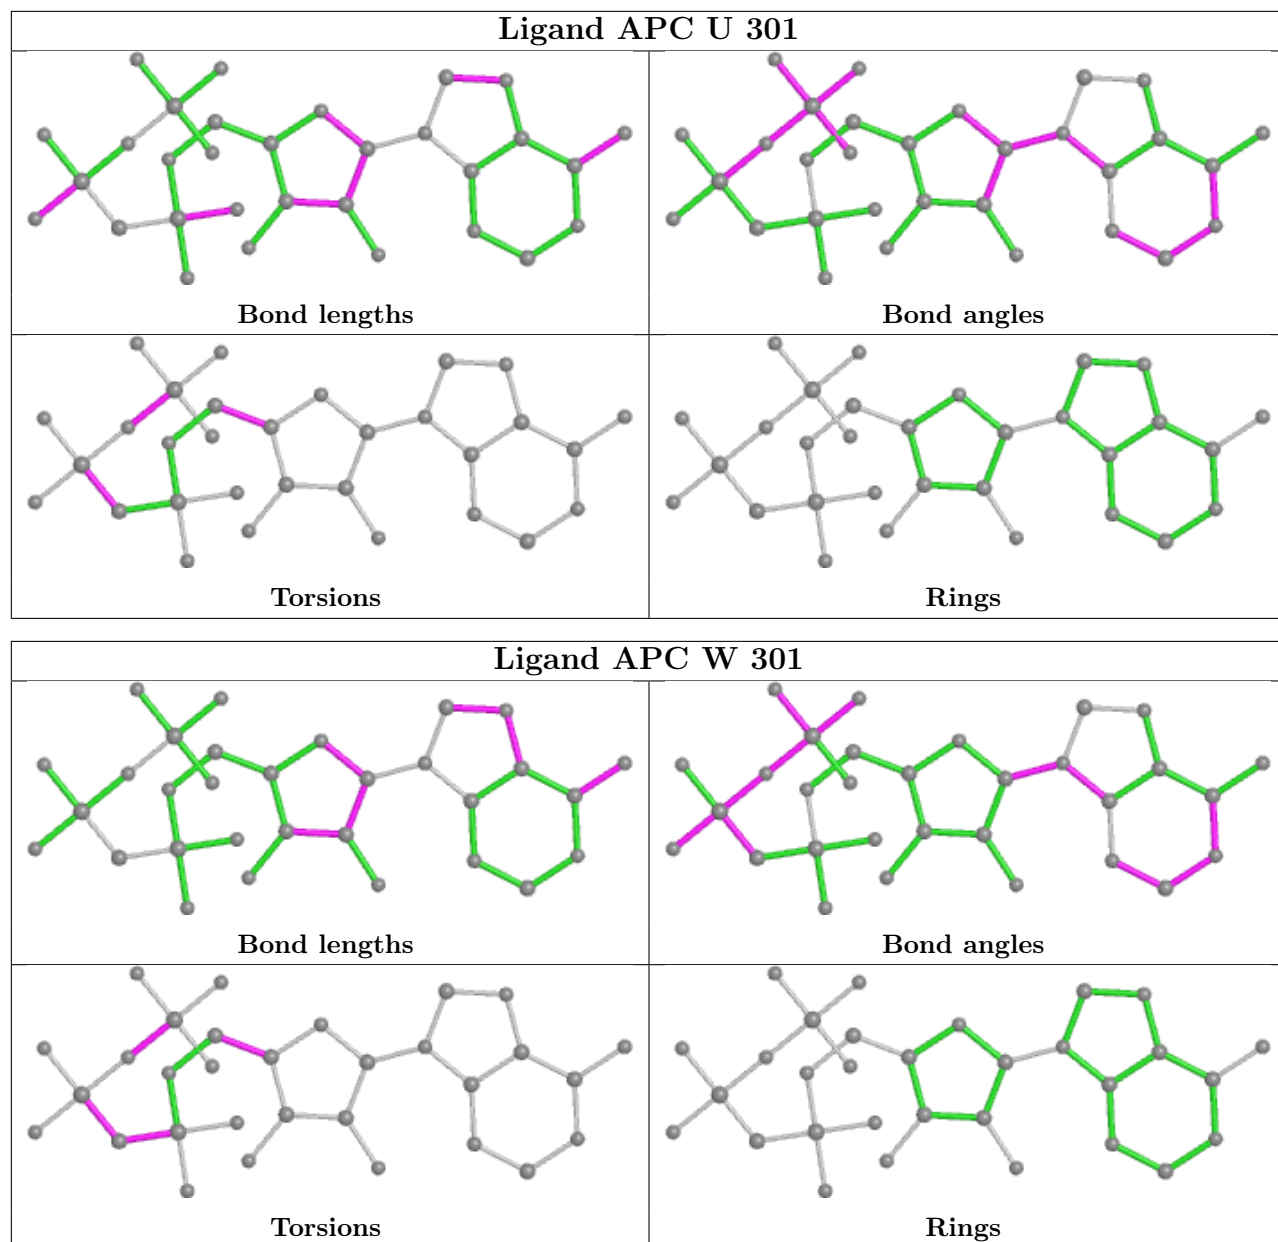 Ligand APC U 301
Bond lengths
Bond angles
Torsions
Rings
Ligand APC W 301
Bond lengths
Bond angles
Torsions
Rings